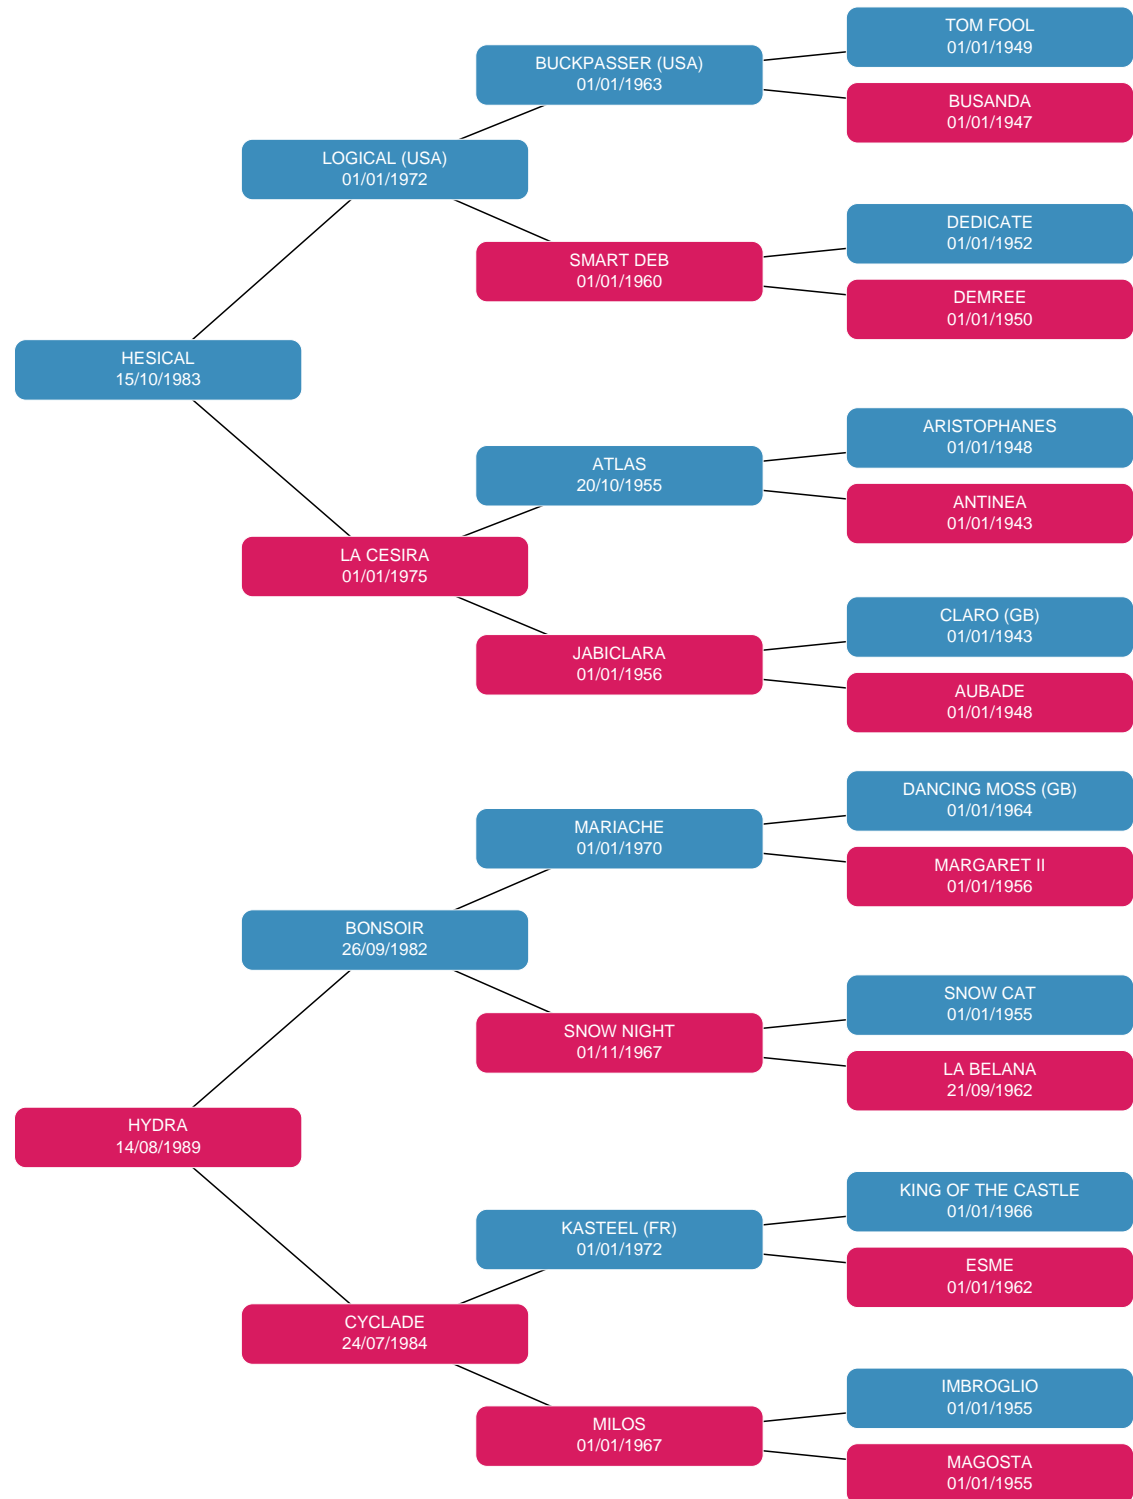 TOM FOOL
01/01/1949
BUCKPASSER (USA)
01/01/1963
BUSANDA
01/01/1947
LOGICAL (USA)
01/01/1972
DEDICATE
01/01/1952
SMART DEB
01/01/1960
DEMREE
01/01/1950
HESICAL
15/10/1983
ARISTOPHANES
01/01/1948
ATLAS
20/10/1955
ANTINEA
01/01/1943
LA CESIRA
01/01/1975
CLARO (GB)
01/01/1943
JABICLARA
01/01/1956
AUBADE
01/01/1948
DANCING MOSS (GB)
01/01/1964
MARIACHE
01/01/1970
MARGARET II
01/01/1956
BONSOIR
26/09/1982
SNOW CAT
01/01/1955
SNOW NIGHT
01/11/1967
LA BELANA
21/09/1962
HYDRA
14/08/1989
KING OF THE CASTLE
01/01/1966
KASTEEL (FR)
01/01/1972
ESME
01/01/1962
CYCLADE
24/07/1984
IMBROGLIO
01/01/1955
MILOS
01/01/1967
MAGOSTA
01/01/1955